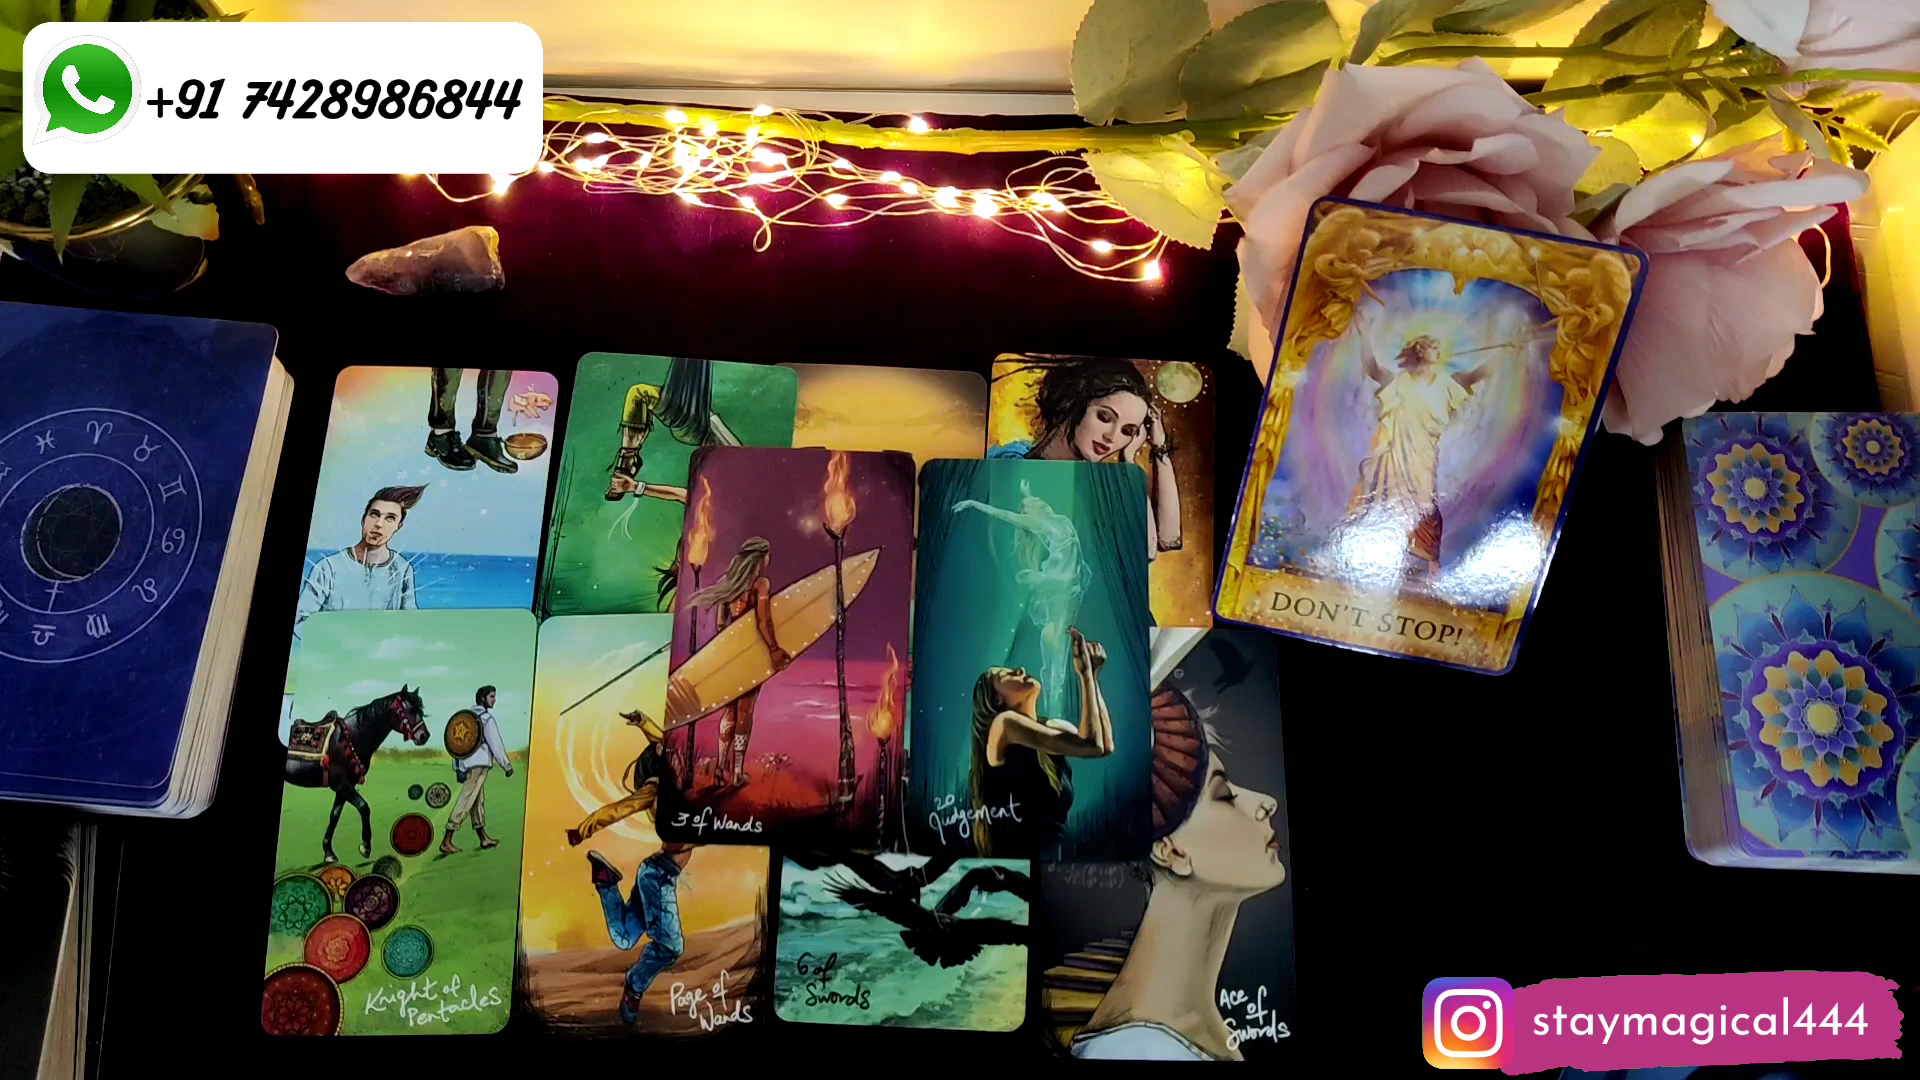 +91 7428986844
DON'T STOP!
3 of Wands
20
Judgement
Knight of
Pentacles
Page of
Wands
6 of
Swords
Ace
of
Swords
staymagical444